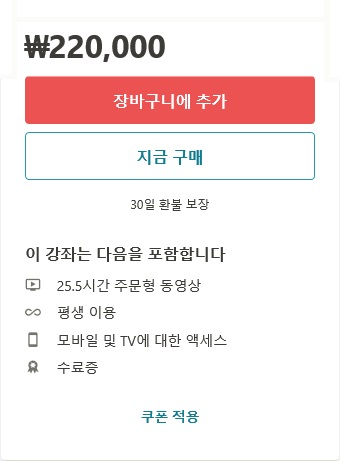 ₩220,000
장바구니에 추가
지금 구매
30일 환불 보장
이 강좌는 다음을 포함합니다
25.5시간 주문형 동영상
평생 이용
모바일 및 TV에 대한 액세스
수료증
쿠폰 적용